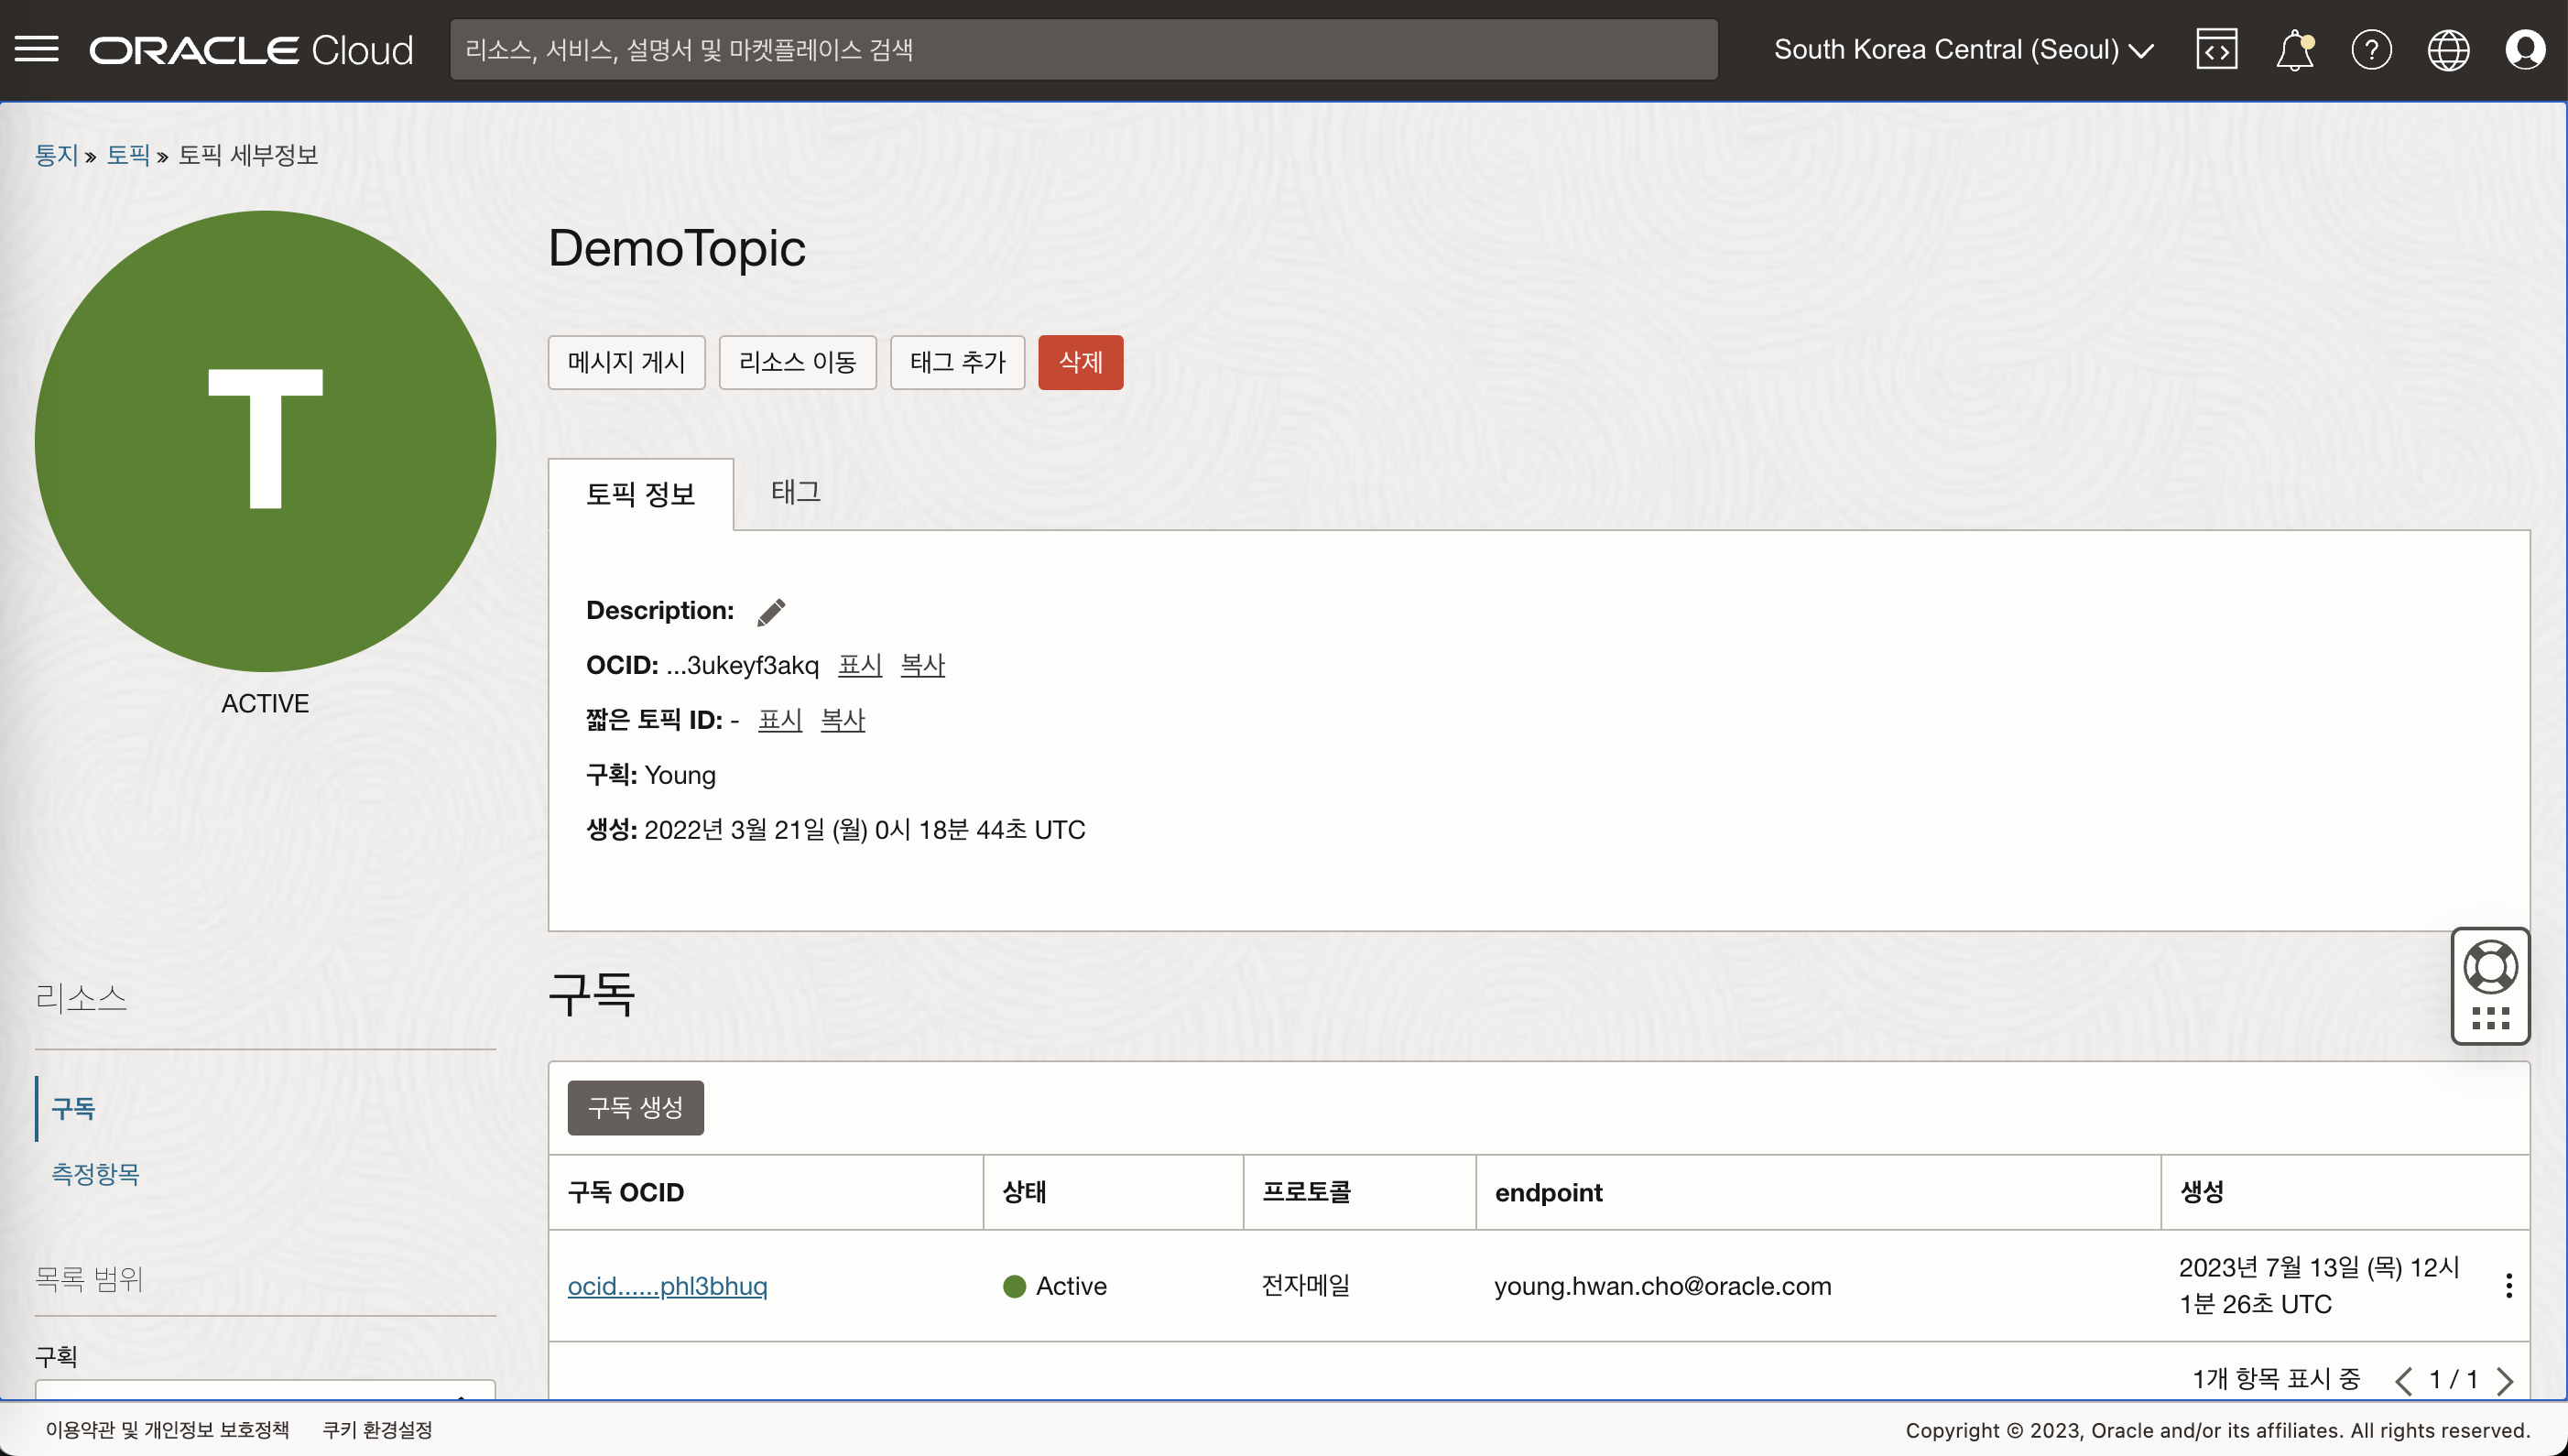 ORACLE Cloud
리소스, 서비스, 설명서 및 마켓플레이스 검색
South Korea Central (Seoul)
통지 » 토픽 » 토픽 세부정보
T
ACTIVE
DemoTopic
메시지 게시
리소스 이동
태그 추가
삭제
토픽 정보
태그
Description:
OCID: ...3ukeyf3akq 표시 복사
짧은 토픽 ID: - 표시 복사
구획: Young
생성: 2022년 3월 21일 (월) 0시 18분 44초 UTC
리소스
구독
측정항목
목록 범위
구획
구독
구독 생성
구독 OCID 상태 프로토콜 endpoint 생성
ocid......phl3bhuq Active 전자메일 young.hwan.cho@oracle.com 2023년 7월 13일 (목) 12시
1분 26초 UTC
1개 항목 표시 중 < 1 / 1 >
이용약관 및 개인정보 보호정책 쿠키 환경설정
Copyright © 2023, Oracle and/or its affiliates. All rights reserved.